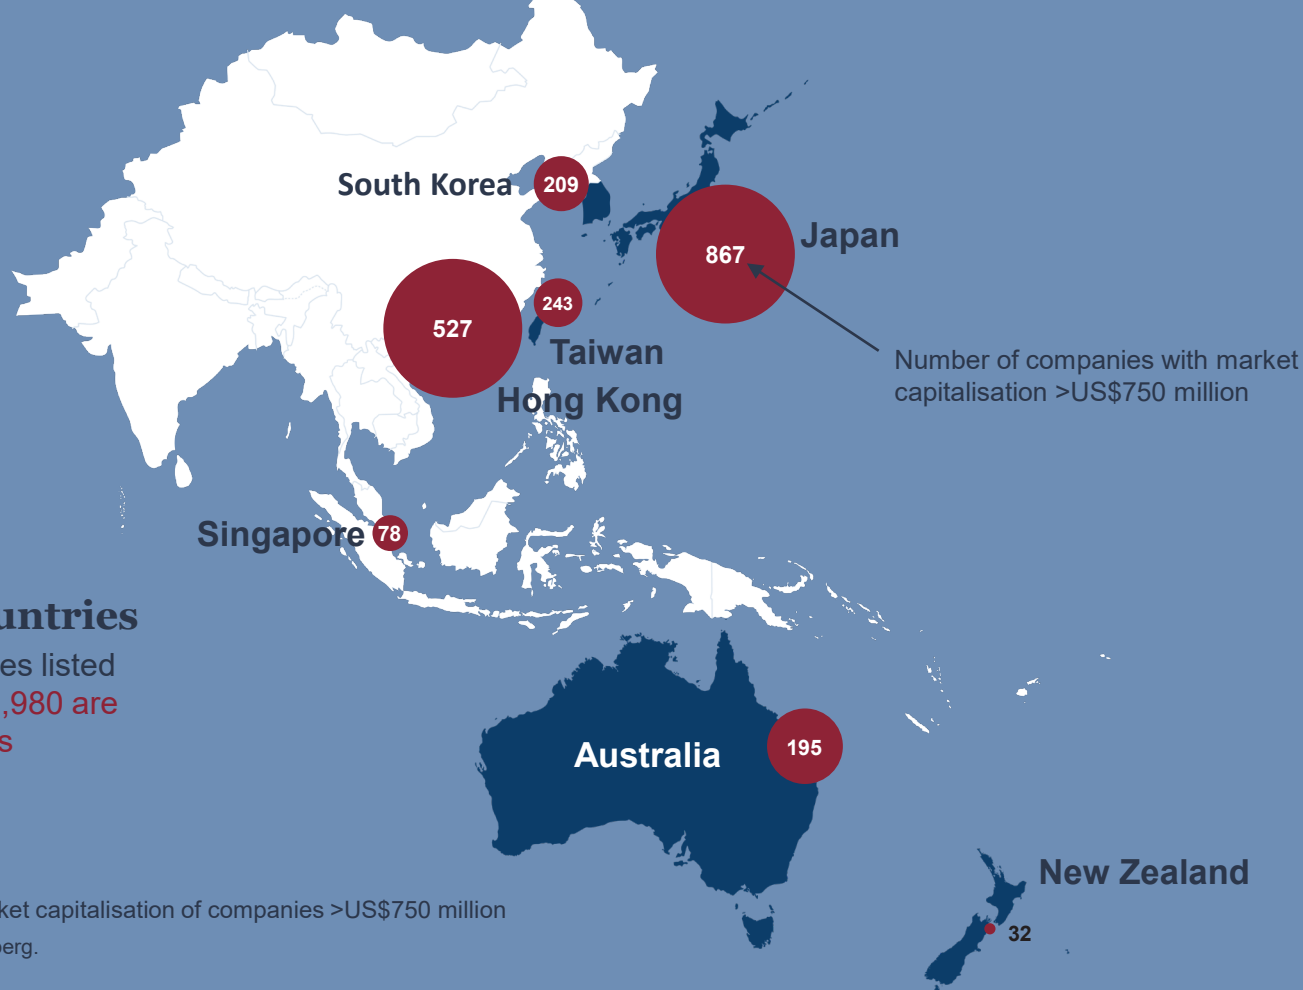 South Korea
209
867
Japan
527
243
Taiwan
Hong Kong
Number of companies with market
capitalisation >US$750 million
Singapore
78
untries
es listed
,980 are
s
Australia
195
New Zealand
32
ket capitalisation of companies >US$750 million
berg.